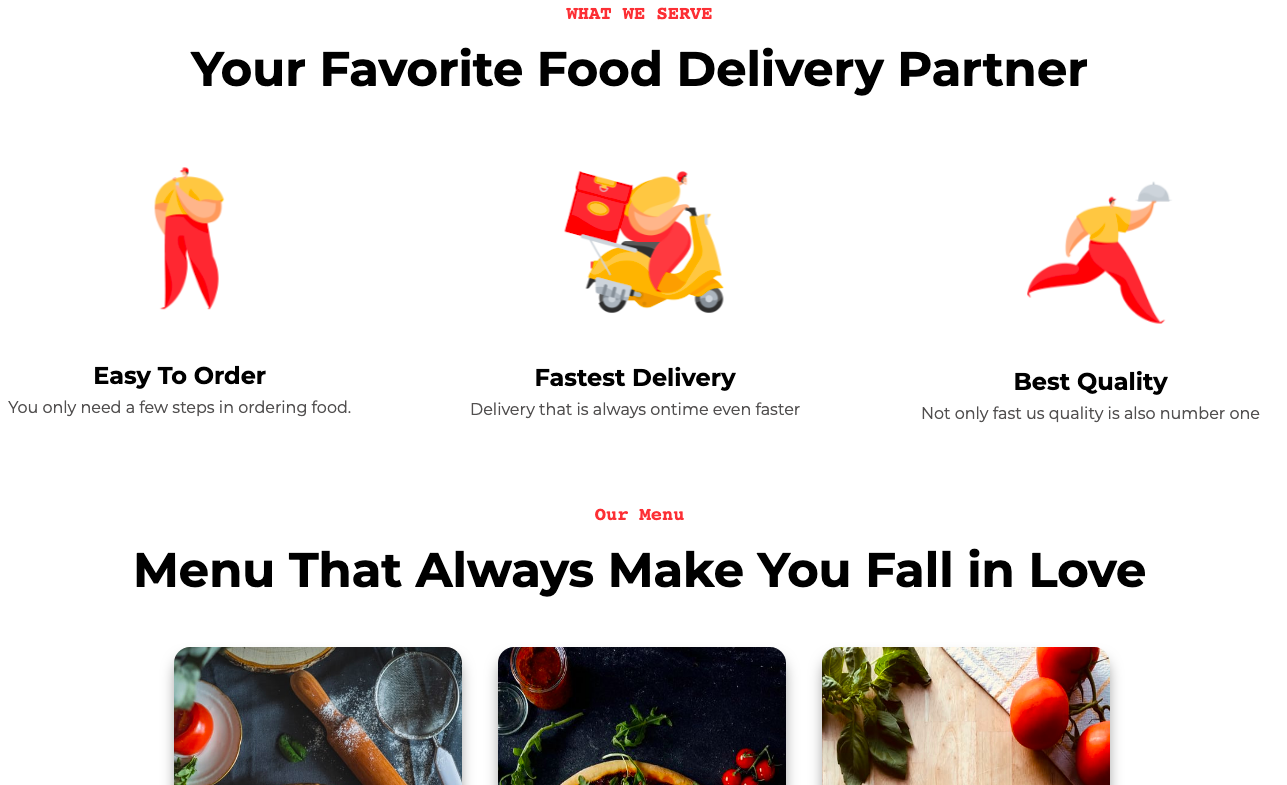 WHAT WE SERVE
Your Favorite Food Delivery Partner
Easy To Order
You only need a few steps in ordering food.
Fastest Delivery
Delivery that is always ontime even faster
Best Quality
Not only fast us quality is also number one
Our Menu
Menu That Always Make You Fall in Love